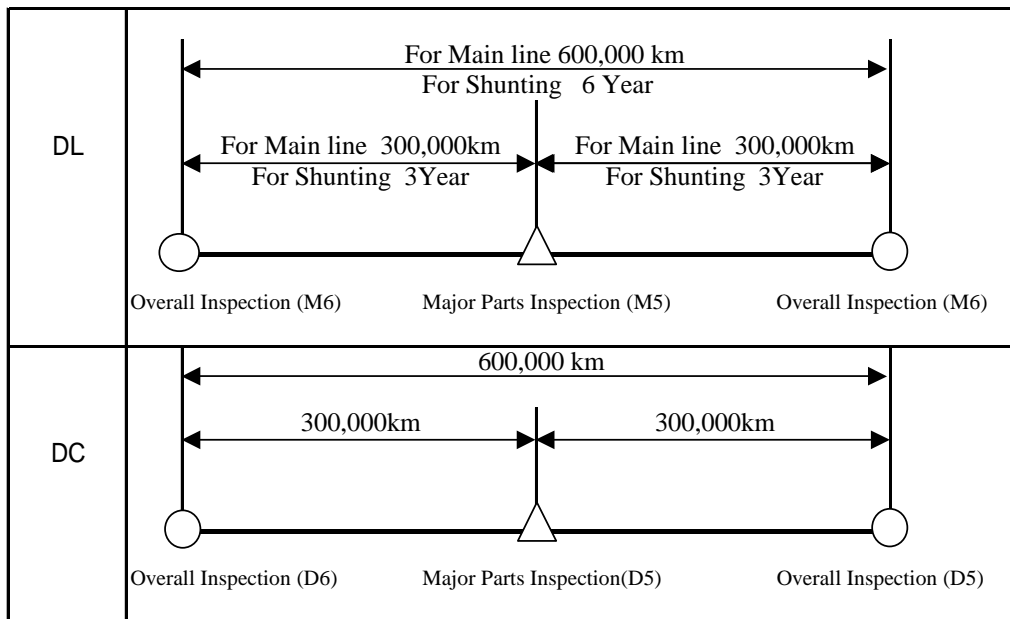 For Main line 600,000 km
For Shunting 6 Year
DL
For Main line 300,000km
For Main line 300,000km
For Shunting 3Year
For Shunting 3Year
Overall Inspection (M6)
Major Parts Inspection (M5)
Overall Inspection (M6)
600,000 km
300,000km
300,000km
DC
Overall Inspection (D6)
Major Parts Inspection(D5)
Overall Inspection (D5)